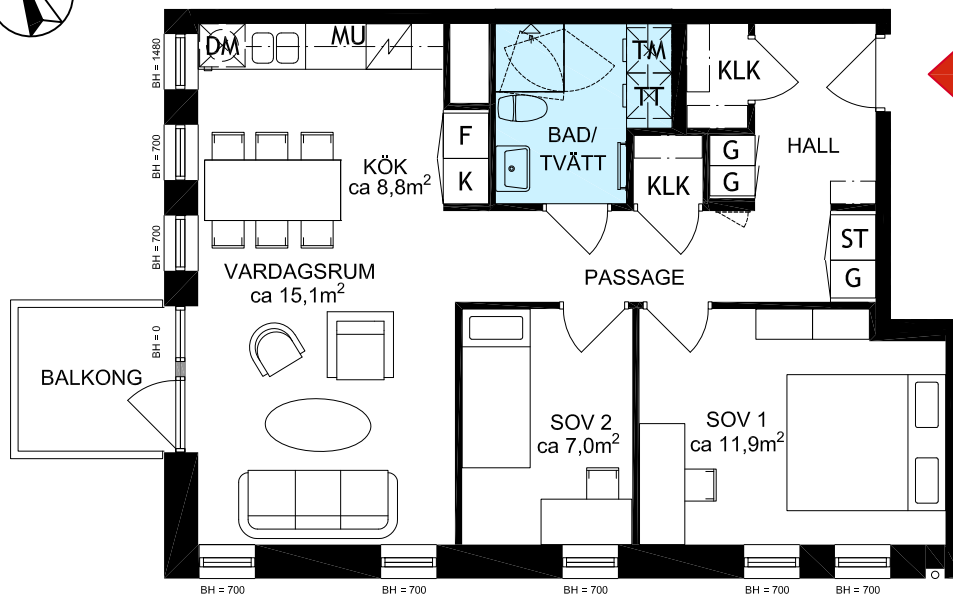 BH = 1480
DM
MU
TM
TT
KLK
BAD/
TVÄTT
F
K
KÖK
ca 8,8m²
BH = 700
KLK
G
G
HALL
BH = 700
VARDAGSRUM
ca 15,1m²
PASSAGE
ST
G
BH = 0
BALKONG
SOV 2
ca 7,0m²
SOV 1
ca 11,9m²
BH = 700
BH = 700
BH = 700
BH = 700
BH = 700